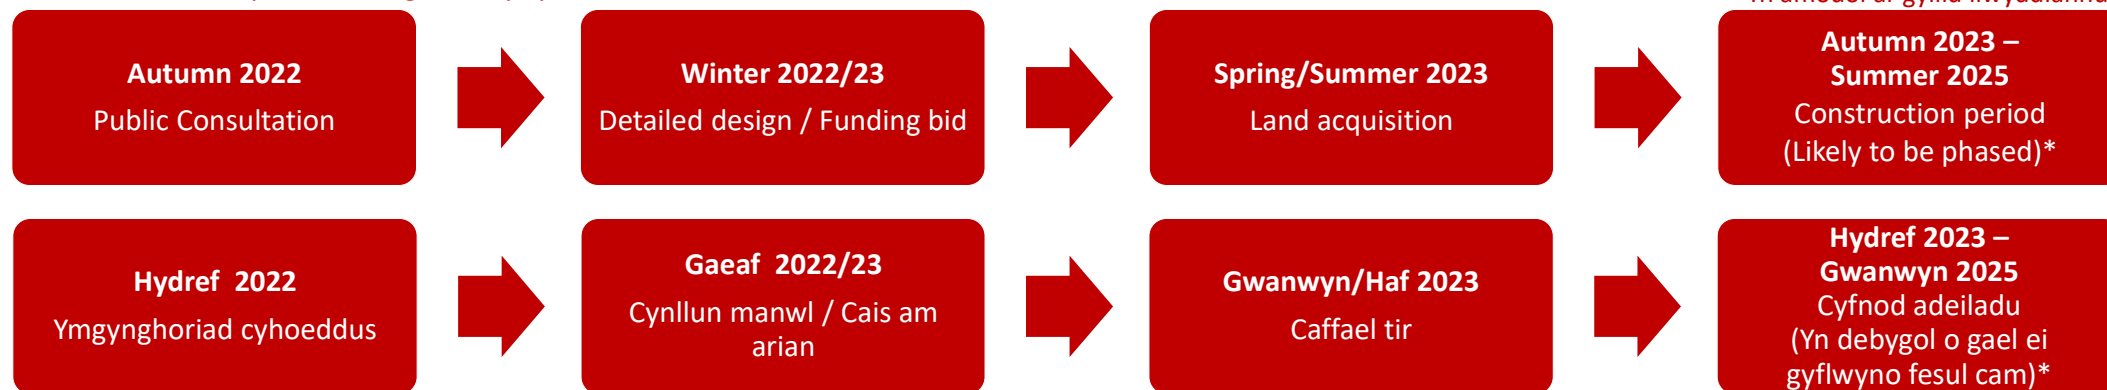 Autumn 2022
Public Consultation
Winter 2022/23
Detailed design / Funding bid
Spring/Summer 2023
Land acquisition
Autumn 2023 –
Summer 2025
Construction period
(Likely to be phased)*
Hydref 2022
Ymgynghoriad cyhoeddus
Gaeaf 2022/23
Cynllun manwl / Cais am
arian
Gwanwyn/Haf 2023
Caffael tir
Hydref 2023 –
Gwanwyn 2025
Cyfnod adeiladu
(Yn debygol o gael ei
gyflwyno fesul cam)*